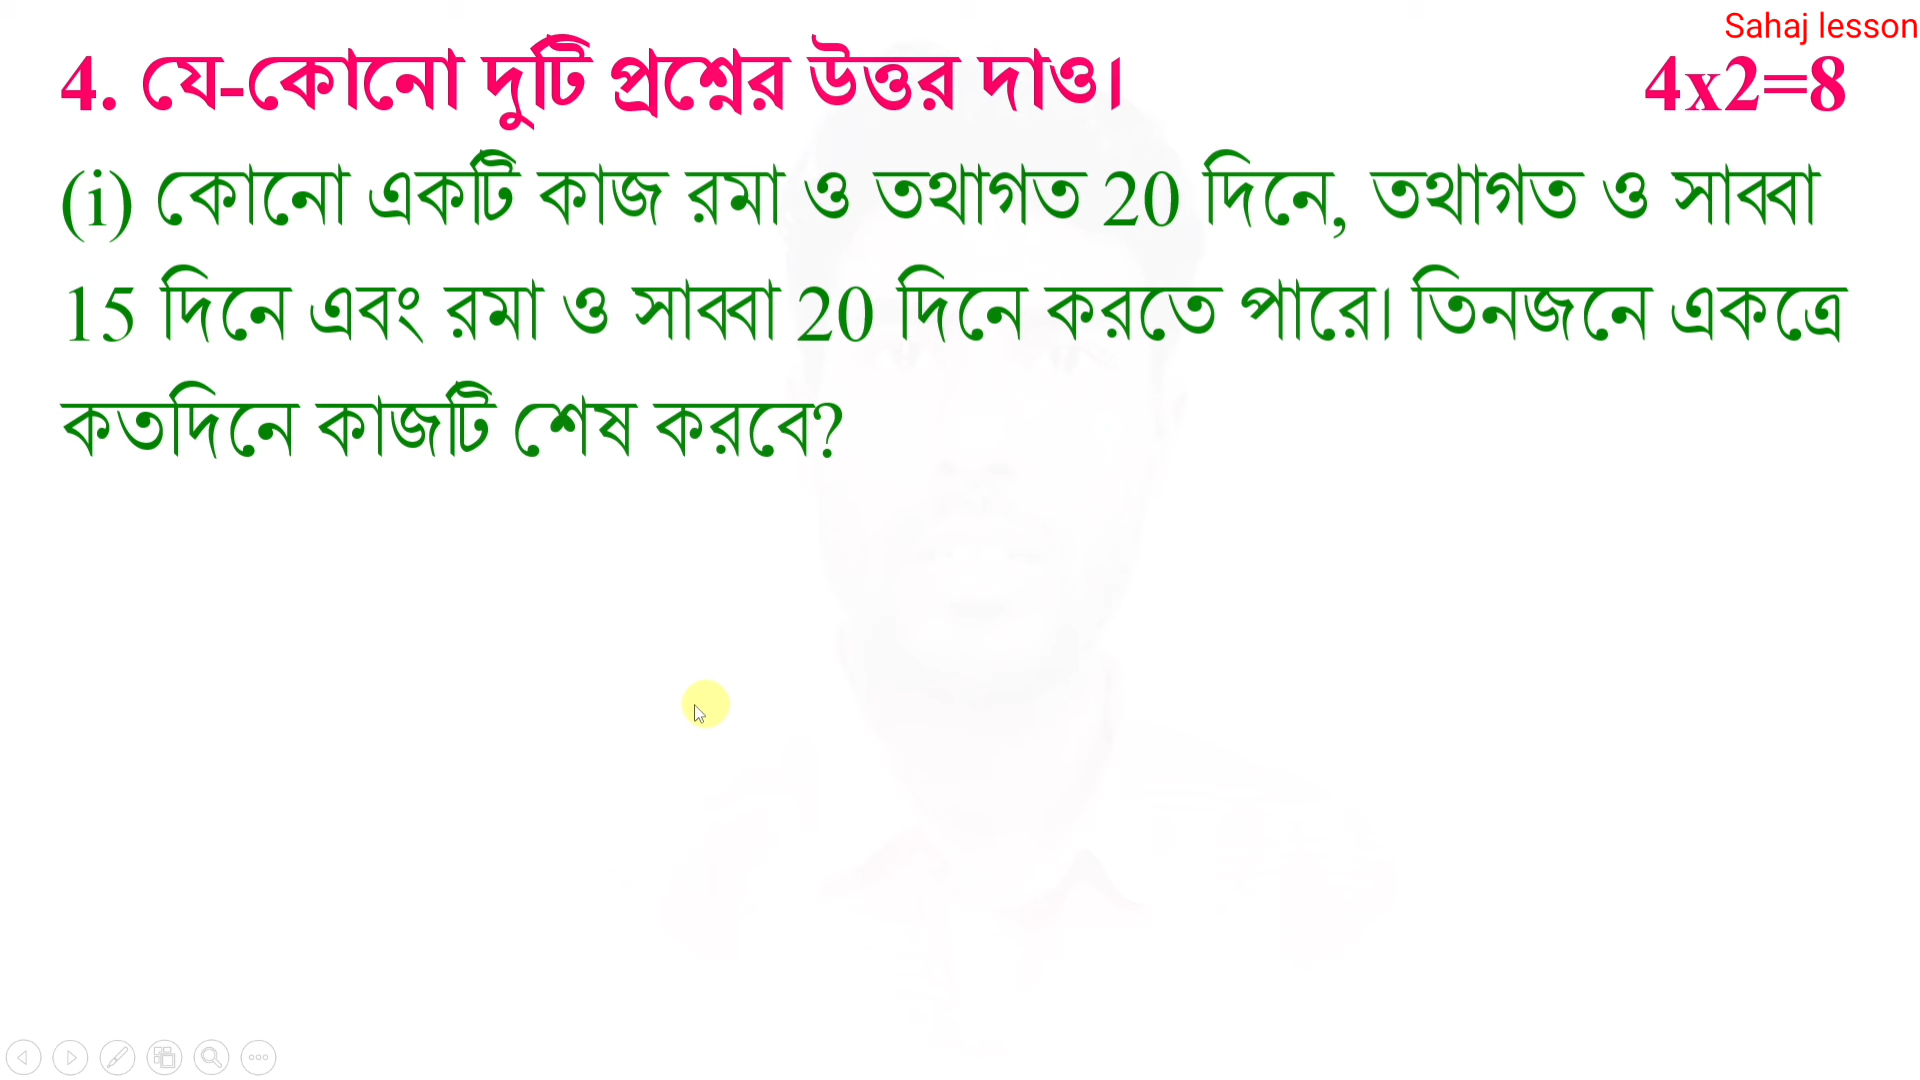 Sahaj lesson
4. যে-কোনো দুটি প্রশ্নের উত্তর দাও। 4x2=8
(i) কোনো একটি কাজ রমা ও তথাগত 20 দিনে, তথাগত ও সাব্বা
15 দিনে এবং রমা ও সাব্বা 20 দিনে করতে পারে। তিনজনে একত্রে
কতদিনে কাজটি শেষ করবে?